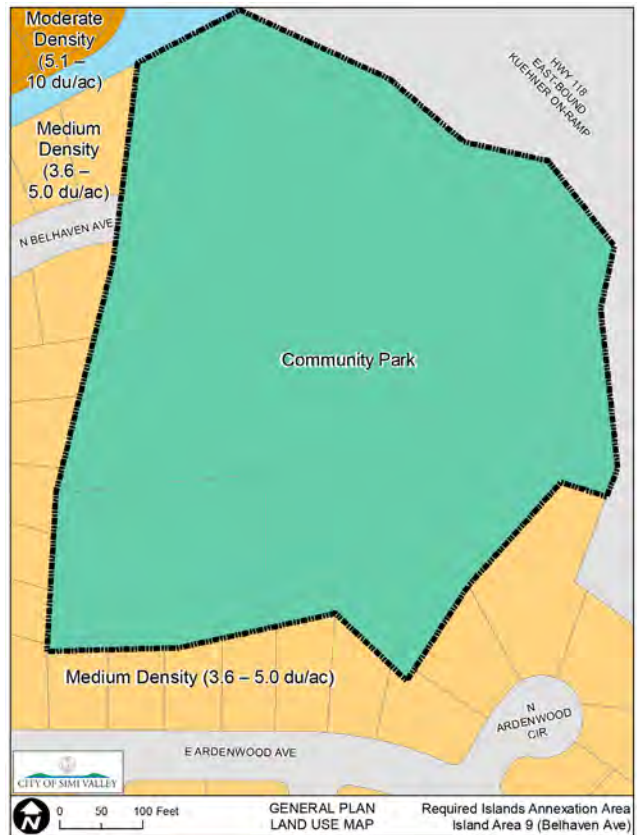 Moderate
Density
(5.1 –
10 du/ac)
HWY 118
EAST-BOUND
KUEHNER ON-RAMP
Medium
Density
(3.6 –
5.0 du/ac)
N BELHAVEN AVE
Community Park
Medium Density (3.6 – 5.0 du/ac)
N
ARDENWOOD
CIR
E ARDENWOOD AVE
CITY OF SIMI VALLEY
N
0 50 100 Feet
GENERAL PLAN
LAND USE MAP
Required Islands Annexation Area
Island Area 9 (Belhaven Ave)